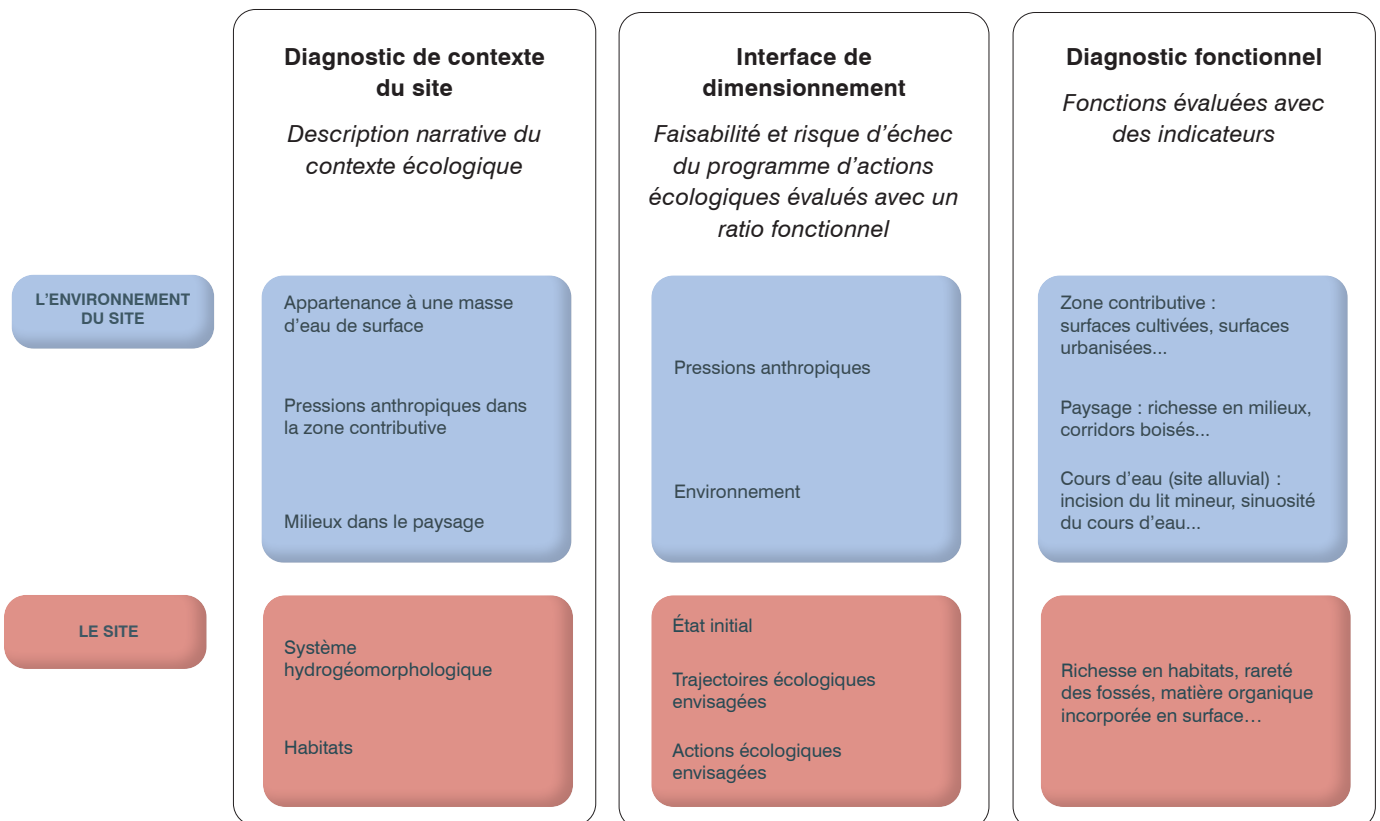 Diagnostic de contexte
du site
Description narrative du
contexte écologique
Interface de
dimensionnement
Faisabilité et risque d’échec
du programme d’actions
écologiques évalués avec un
ratio fonctionnel
Diagnostic fonctionnel
Fonctions évaluées avec
des indicateurs
L’ENVIRONNEMENT
DU SITE
Appartenance à une masse
d’eau de surface
Pressions anthropiques dans
la zone contributive
Milieux dans le paysage
Pressions anthropiques
Environnement
Zone contributive :
surfaces cultivées, surfaces
urbanisées...
Paysage : richesse en milieux,
corridors boisés...
Cours d’eau (site alluvial) :
incision du lit mineur, sinuosité
du cours d’eau...
LE SITE
Système
hydrogéomorphologique
Habitats
État initial
Trajectoires écologiques
envisagées
Actions écologiques
envisagées
Richesse en habitats, rareté
des fossés, matière organique
incorporée en surface…